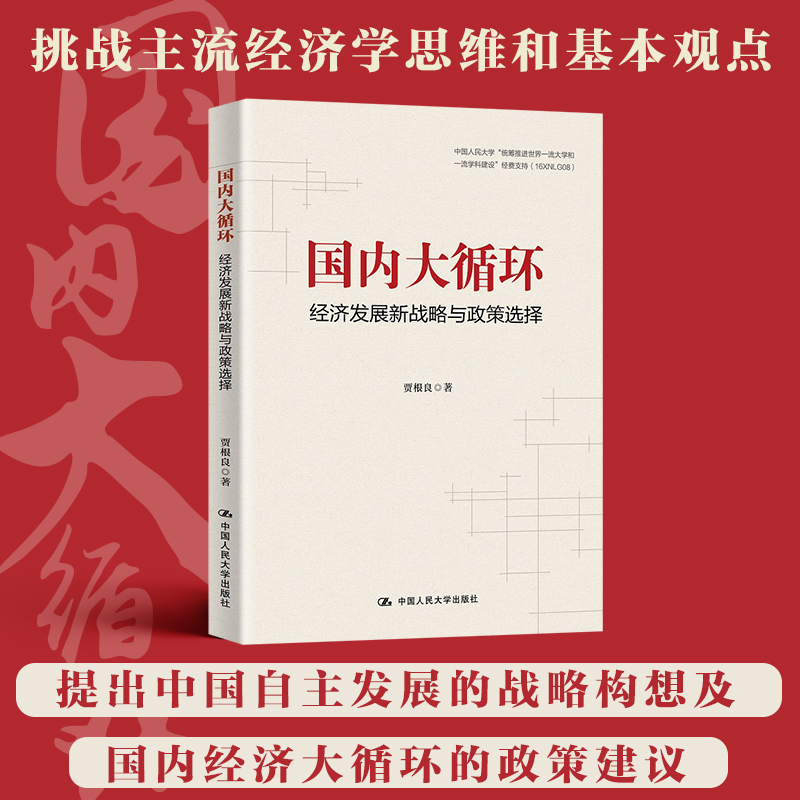 挑战主流经济学思维和基本观点
国内大循环
国内大循环
经济发展新战略与政策选择
贾根良◎著
中国人民大学出版社
中国人民大学“统筹推进世界一流大学和
一流学科建设”经费支持（16XNLG08）
国内大循环
经济发展新战略与政策选择
贾根良◎著
中国人民大学出版社
提出中国自主发展的战略构想及
国内经济大循环的政策建议